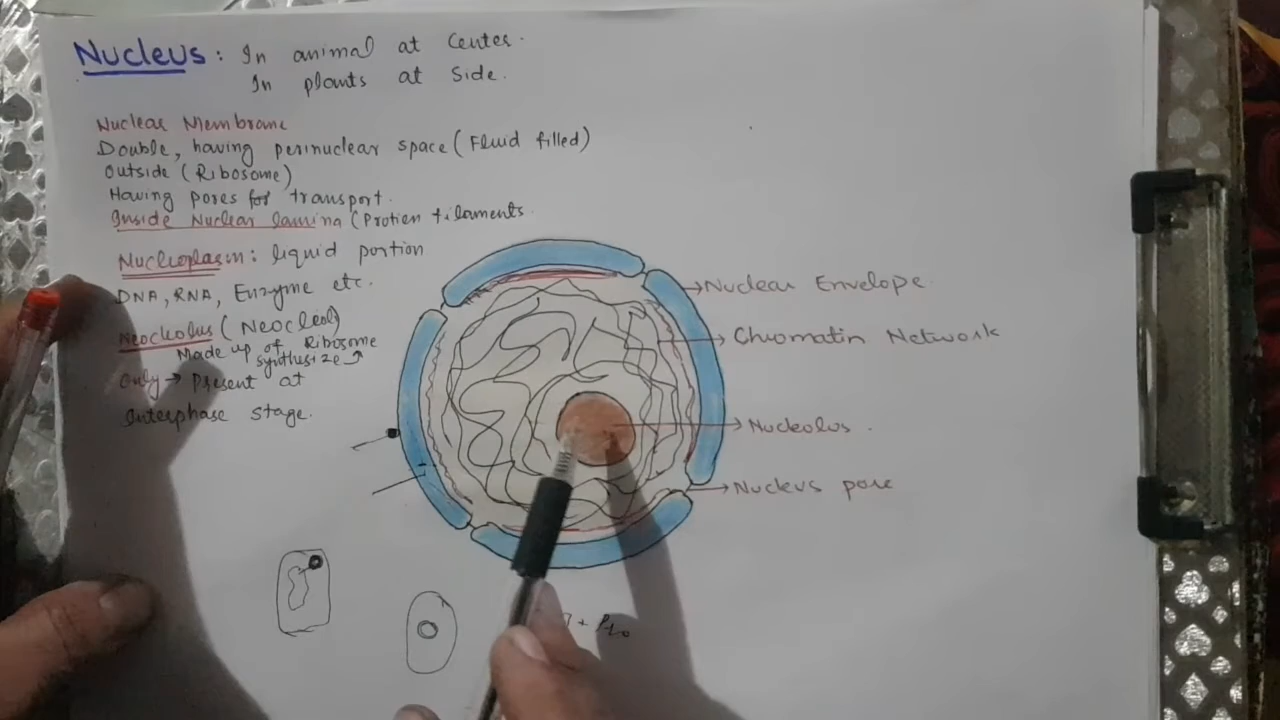 Nucleus: In animal at Center.
In plants at Side.
Nuclear Membrane
Double, having perinuclear space (Fluid filled)
Outside (Ribosome)
Having pores for transport.
Inside Nuclear lamina (Protien filaments.
Nucleoplasm: liquid portion
DNA, RNA, Enzyme etc.
Neocleolus (Neocleol)
Made up of Ribosome
synthesize
Only → Present at
Interphase stage.
Nuclear Envelope.
Chromatin Network
Nucleolus.
Nucleus pore